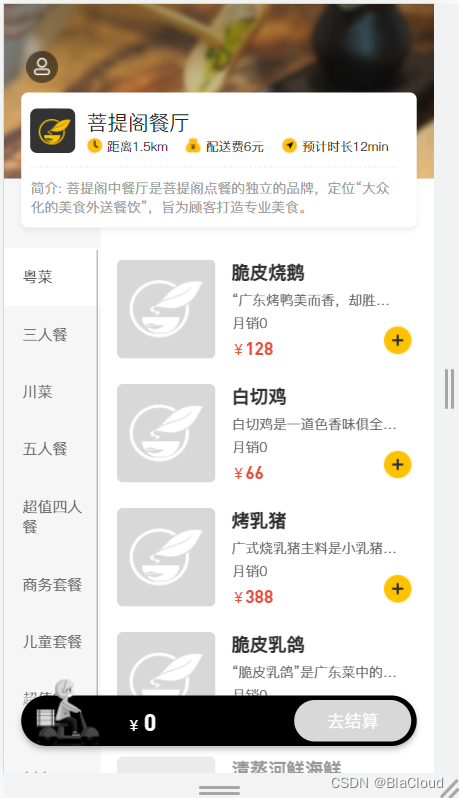 菩提阁餐厅
距离1.5km 配送费6元 预计时长12min
简介: 菩提阁中餐厅是菩提阁点餐的独立的品牌，定位“大众
化的美食外送餐饮”，旨为顾客打造专业美食。
粤菜
三人餐
川菜
五人餐
超值四人
餐
商务套餐
儿童套餐
脆皮烧鹅
“广东烤鸭美而香，却胜…
月销0
￥128
白切鸡
白切鸡是一道色香味俱全…
月销0
￥66
烤乳猪
广式烧乳猪主料是小乳猪…
月销0
￥388
脆皮乳鸽
“脆皮乳鸽”是广东菜中的…
月销0
￥ 0
去结算
清蒸河鲜海鲜
CSDN @BlaCloud